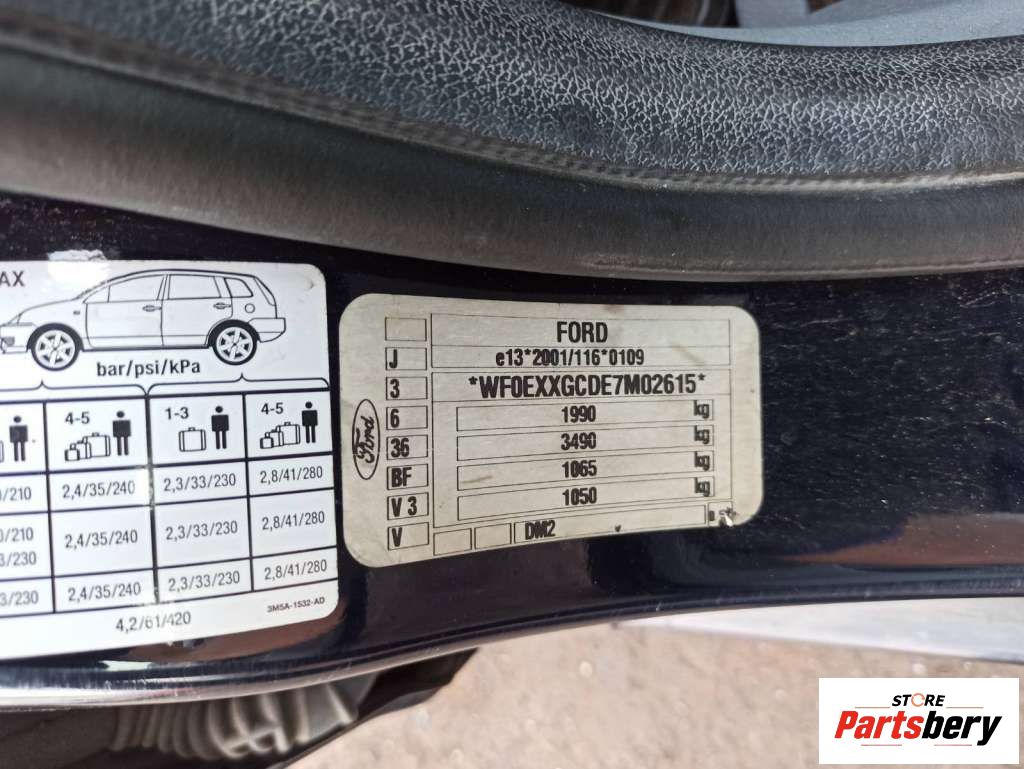 AX
bar/psi/kPa
4-5
1-3
4-5
/210
2,4/35/240
2,3/33/230
2,8/41/280
2,4/35/240
2,3/33/230
2,8/41/280
3/230
3/230
2,4/35/240
2,3/33/230
2,8/41/280
4,2/61/420
3M5A-1532-AD
Ford
FORD
J
e13*2001/116*0109
3
*WF0EXXGCDE7M02615*
6
1990 kg
36
3490 kg
BF
1065 kg
V 3
1050 kg
V
DM2
STORE
Partsbery